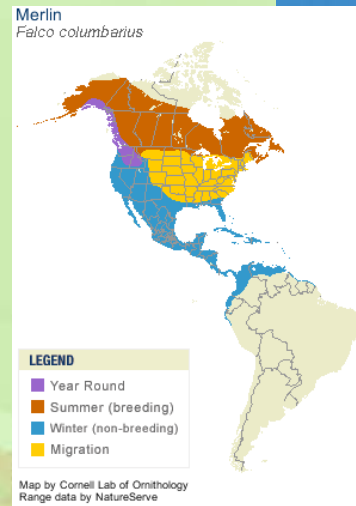 Merlin
Falco columbarius
LEGEND
Year Round
Summer (breeding)
Winter (non-breeding)
Migration
Map by Cornell Lab of Ornithology
Range data by NatureServe